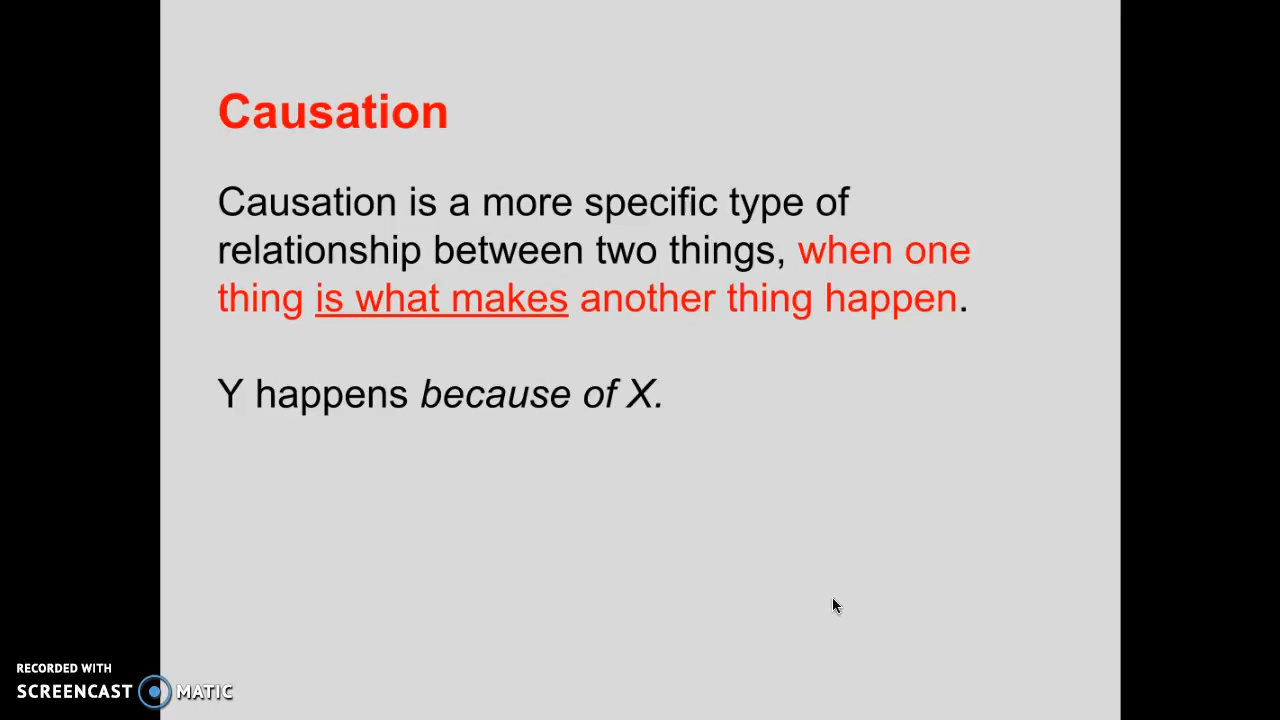 Causation
Causation is a more specific type of
relationship between two things, when one
thing is what makes another thing happen.
Y happens because of X.
RECORDED WITH
SCREENCAST MATIC